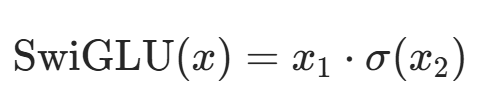 SwiGLU(x) = x₁ · σ(x₂)